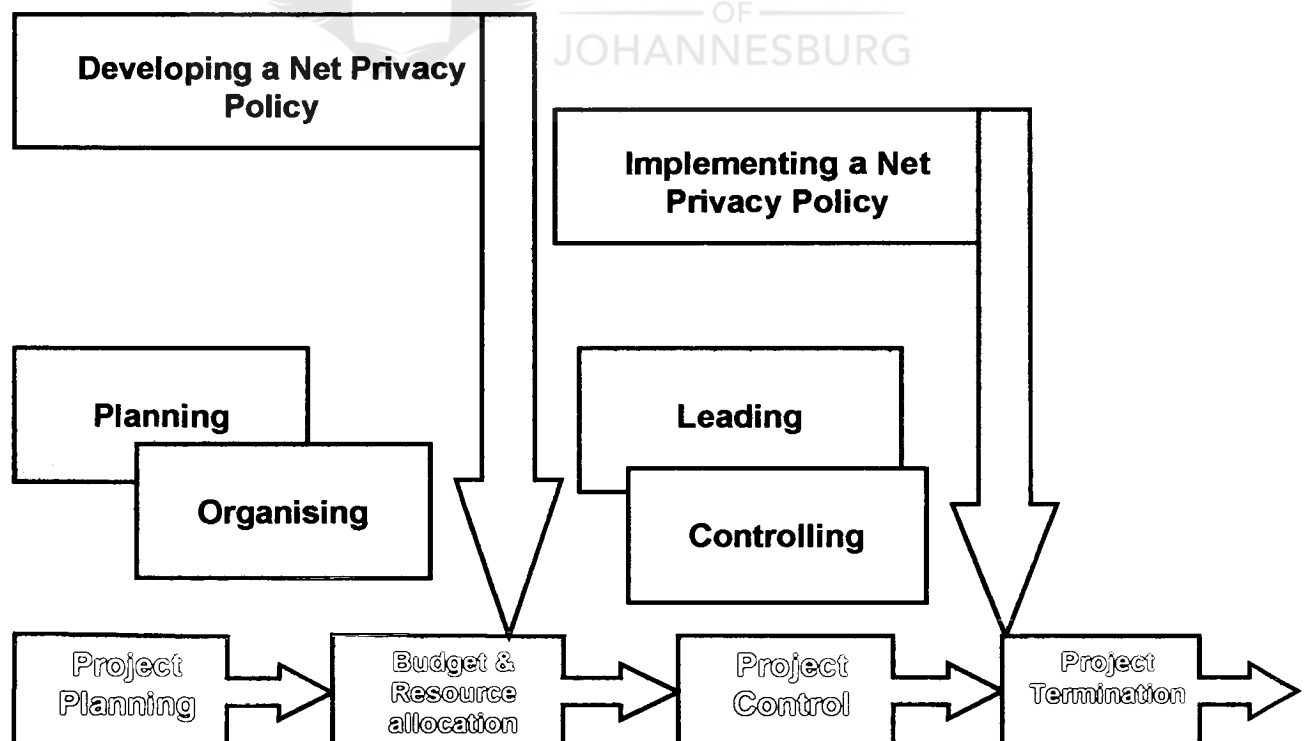 OF
JOHANNESBURG
Developing a Net Privacy
Policy
Implementing a Net
Privacy Policy
Planning
Organising
Leading
Controlling
Project
Planning
Budget &
Resource
allocation
Project
Control
Project
Termination